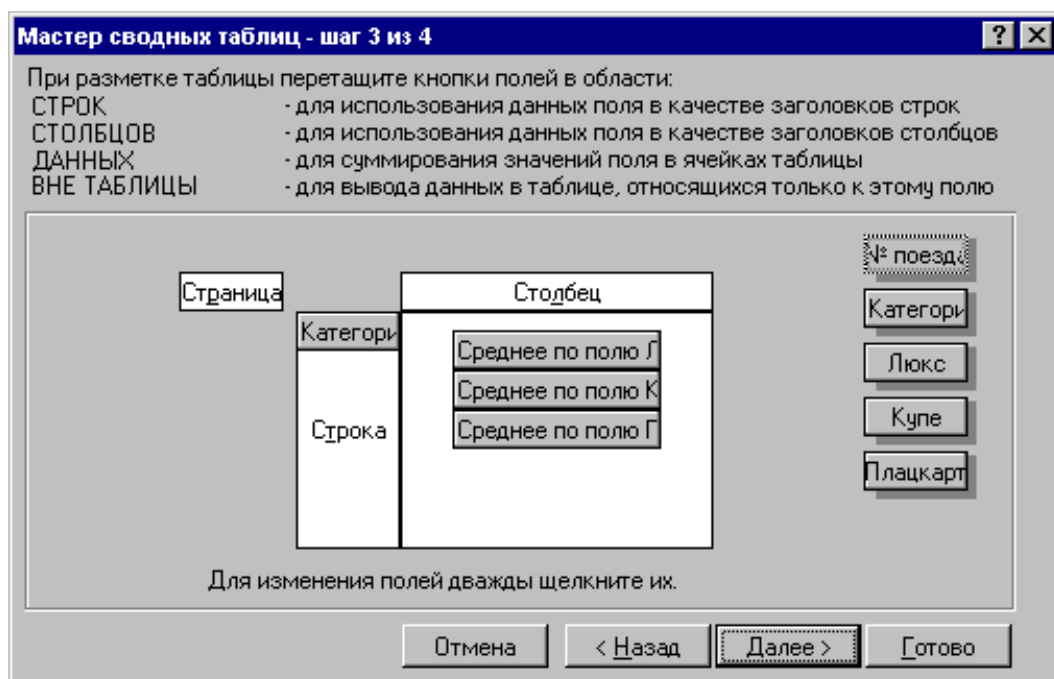 Мастер сводных таблиц - шаг 3 из 4
При разметке таблицы перетащите кнопки полей в области:
СТРОК - для использования данных поля в качестве заголовков строк
СТОЛБЦОВ - для использования данных поля в качестве заголовков столбцов
ДАННЫХ - для суммирования значений поля в ячейках таблицы
ВНЕ ТАБЛИЦЫ - для вывода данных в таблице, относящихся только к этому полю
Страница
Столбец
Категори
Строка
Среднее по полю Л
Среднее по полю К
Среднее по полю П
№ поезда
Категори
Люкс
Купе
Плацкарт
Для изменения полей дважды щелкните их.
Отмена
< Назад
Далее >
Готово